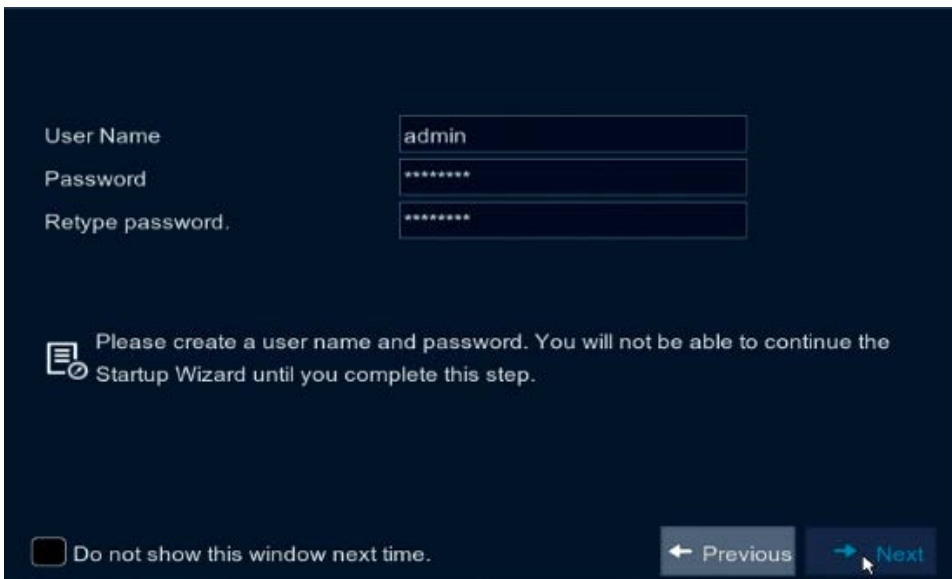 User Name admin
Password ********
Retype password. ********
Please create a user name and password. You will not be able to continue the
Startup Wizard until you complete this step.
Do not show this window next time. Previous Next